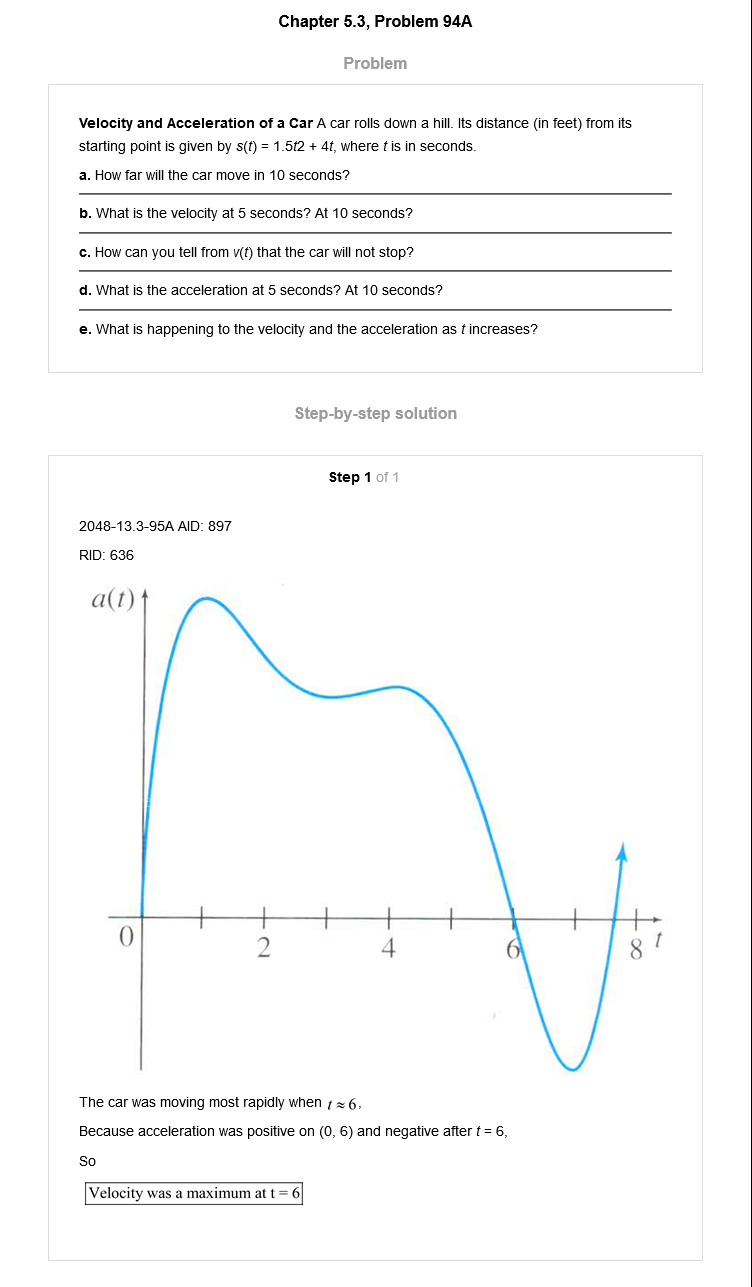 Chapter 5.3, Problem 94A
Problem
Velocity and Acceleration of a Car A car rolls down a hill. Its distance (in feet) from its
starting point is given by s(t) = 1.5t2 + 4t, where t is in seconds.
a. How far will the car move in 10 seconds?
b. What is the velocity at 5 seconds? At 10 seconds?
c. How can you tell from v(t) that the car will not stop?
d. What is the acceleration at 5 seconds? At 10 seconds?
e. What is happening to the velocity and the acceleration as t increases?
Step-by-step solution
Step 1 of 1
2048-13.3-95A AID: 897
RID: 636
a(t)
0 2 4 6 8 t
The car was moving most rapidly when t ≈ 6,
Because acceleration was positive on (0, 6) and negative after t = 6,
So
Velocity was a maximum at t = 6